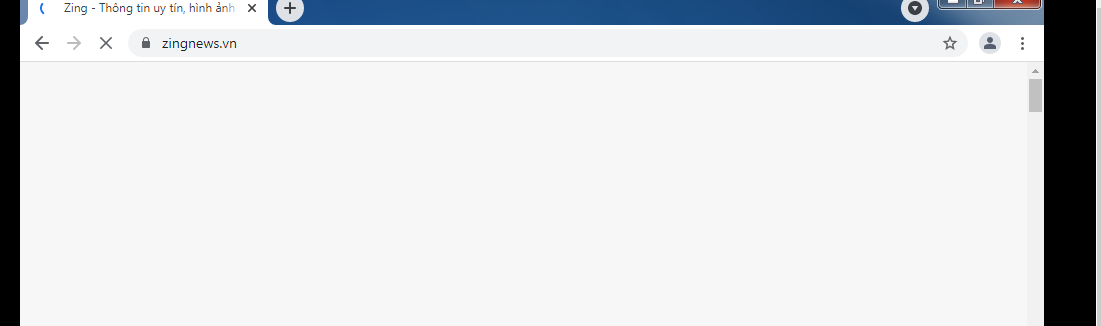 Zing - Thông tin uy tín, hình ảnh
zingnews.vn